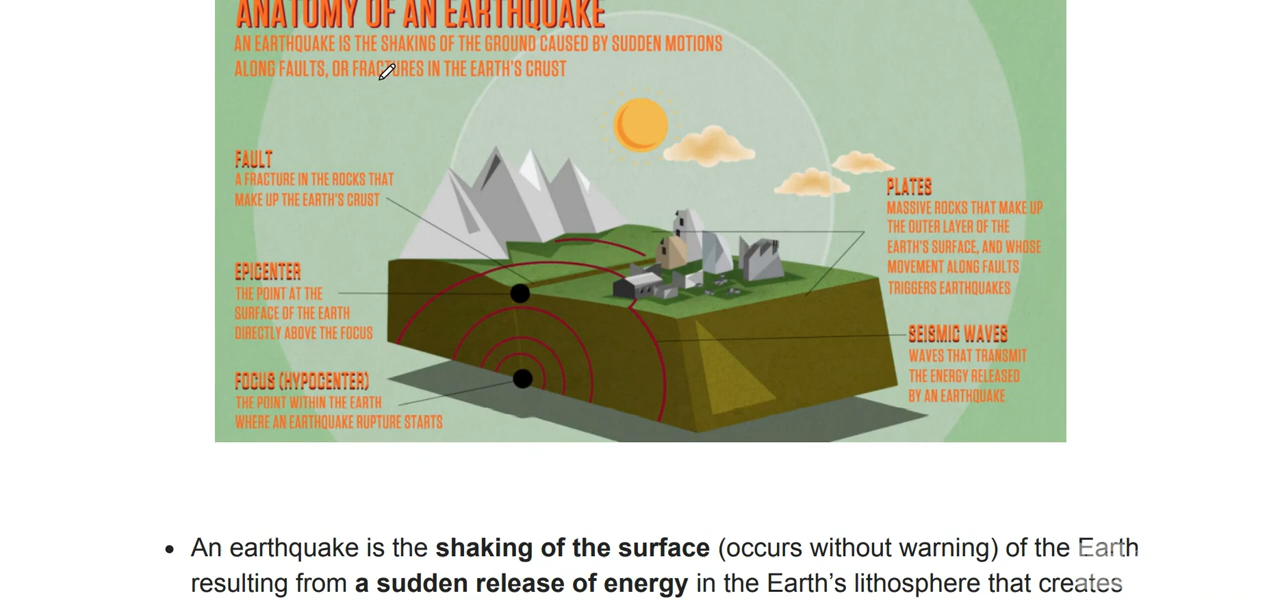 ANATOMY OF AN EARTHQUAKE
AN EARTHQUAKE IS THE SHAKING OF THE GROUND CAUSED BY SUDDEN MOTIONS
ALONG FAULTS, OR FRACTURES IN THE EARTH'S CRUST
FAULT
A FRACTURE IN THE ROCKS THAT
MAKE UP THE EARTH'S CRUST
EPICENTER
THE POINT AT THE
SURFACE OF THE EARTH
DIRECTLY ABOVE THE FOCUS
FOCUS (HYPOCENTER)
THE POINT WITHIN THE EARTH
WHERE AN EARTHQUAKE RUPTURE STARTS
PLATES
MASSIVE ROCKS THAT MAKE UP
THE OUTER LAYER OF THE
EARTH'S SURFACE, AND WHOSE
MOVEMENT ALONG FAULTS
TRIGGERS EARTHQUAKES
SEISMIC WAVES
WAVES THAT TRANSMIT
THE ENERGY RELEASED
BY AN EARTHQUAKE
• An earthquake is the shaking of the surface (occurs without warning) of the Earth
resulting from a sudden release of energy in the Earth's lithosphere that creates